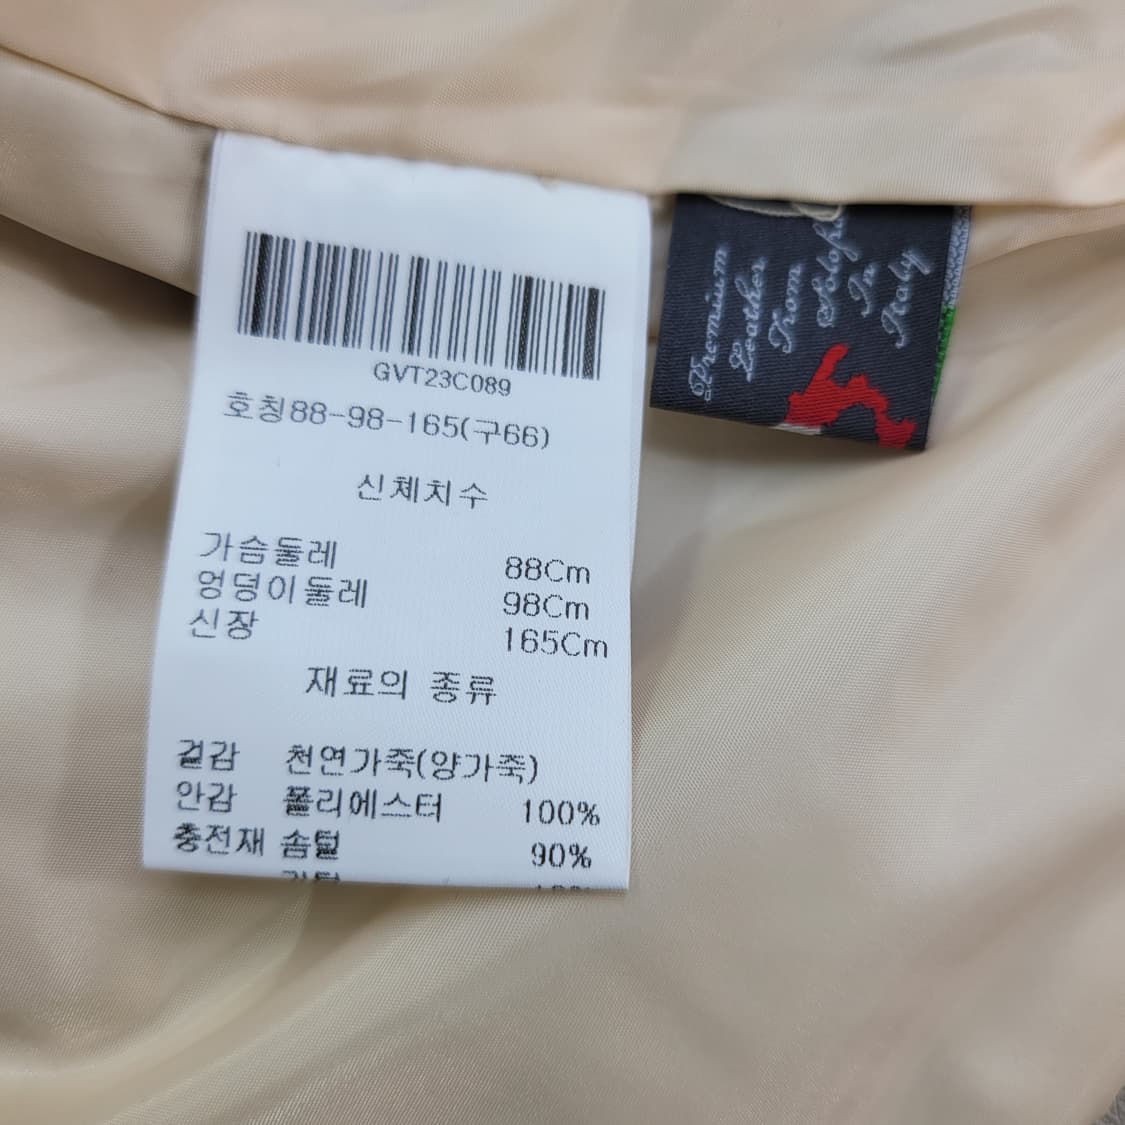 GVT23C089
호칭88-98-165(구66)
신체치수
가슴둘레 88Cm
엉덩이둘레 98Cm
신장 165Cm
재료의 종류
겉감 천연가죽(양가죽)
안감 폴리에스터 100%
충전재 솜털 90%
Premium
Leather
From
In
Italy